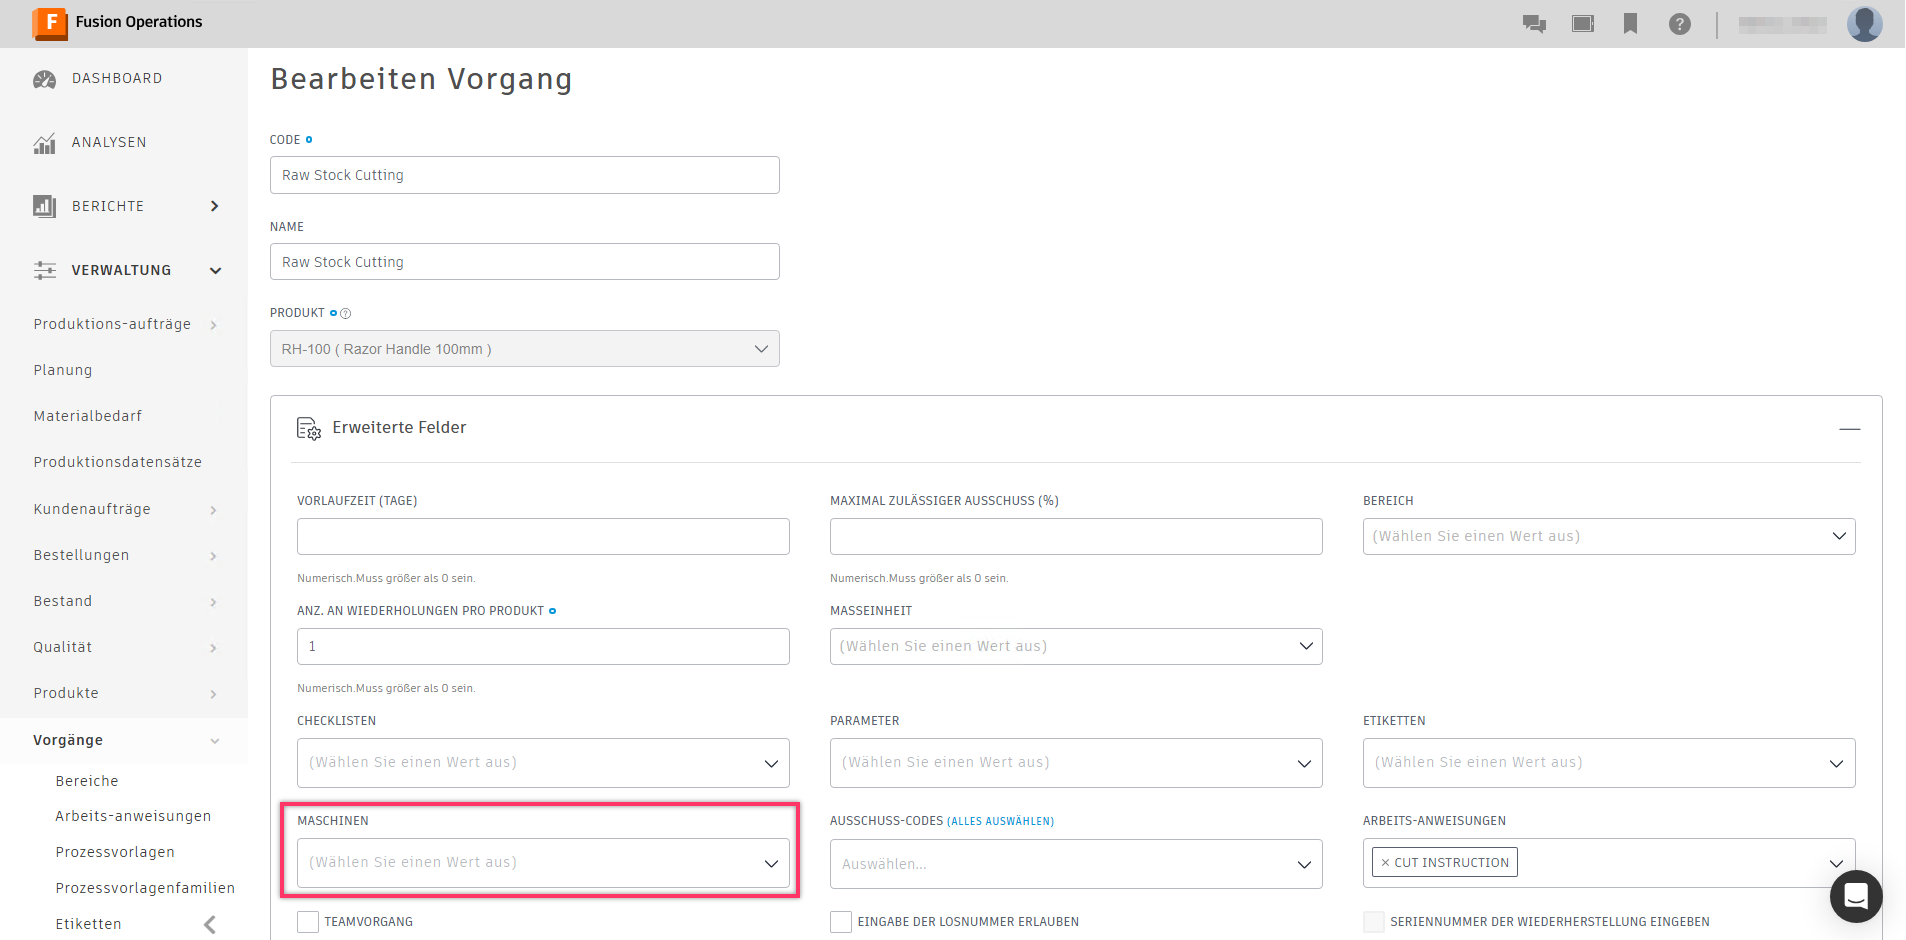 F Fusion Operations
DASHBOARD
ANALYSEN
BERICHTE
VERWALTUNG
Produktions-aufträge
Planung
Materialbedarf
Produktionsdatensätze
Kundenaufträge
Bestellungen
Bestand
Qualität
Produkte
Vorgänge
Bereiche
Arbeits-anweisungen
Prozessvorlagen
Prozessvorlagenfamilien
Etiketten
Bearbeiten Vorgang
CODE
Raw Stock Cutting
NAME
Raw Stock Cutting
PRODUKT ?
RH-100 ( Razor Handle 100mm )
Erweiterte Felder
VORLAUFZEIT (TAGE) MAXIMAL ZULÄSSIGER AUSSCHUSS (%) BEREICH
(Wählen Sie einen Wert aus)
Numerisch.Muss größer als 0 sein. Numerisch.Muss größer als 0 sein.
ANZ. AN WIEDERHOLUNGEN PRO PRODUKT MASSEINHEIT
1 (Wählen Sie einen Wert aus)
Numerisch.Muss größer als 0 sein.
CHECKLISTEN PARAMETER ETIKETTEN
(Wählen Sie einen Wert aus) (Wählen Sie einen Wert aus) (Wählen Sie einen Wert aus)
MASCHINEN AUSSCHUSS-CODES (ALLES AUSWÄHLEN) ARBEITS-ANWEISUNGEN
(Wählen Sie einen Wert aus) Auswählen... × CUT INSTRUCTION
TEAMVORGANG EINGABE DER LOSNUMMER ERLAUBEN SERIENNUMMER DER WIEDERHERSTELLUNG EINGEBEN